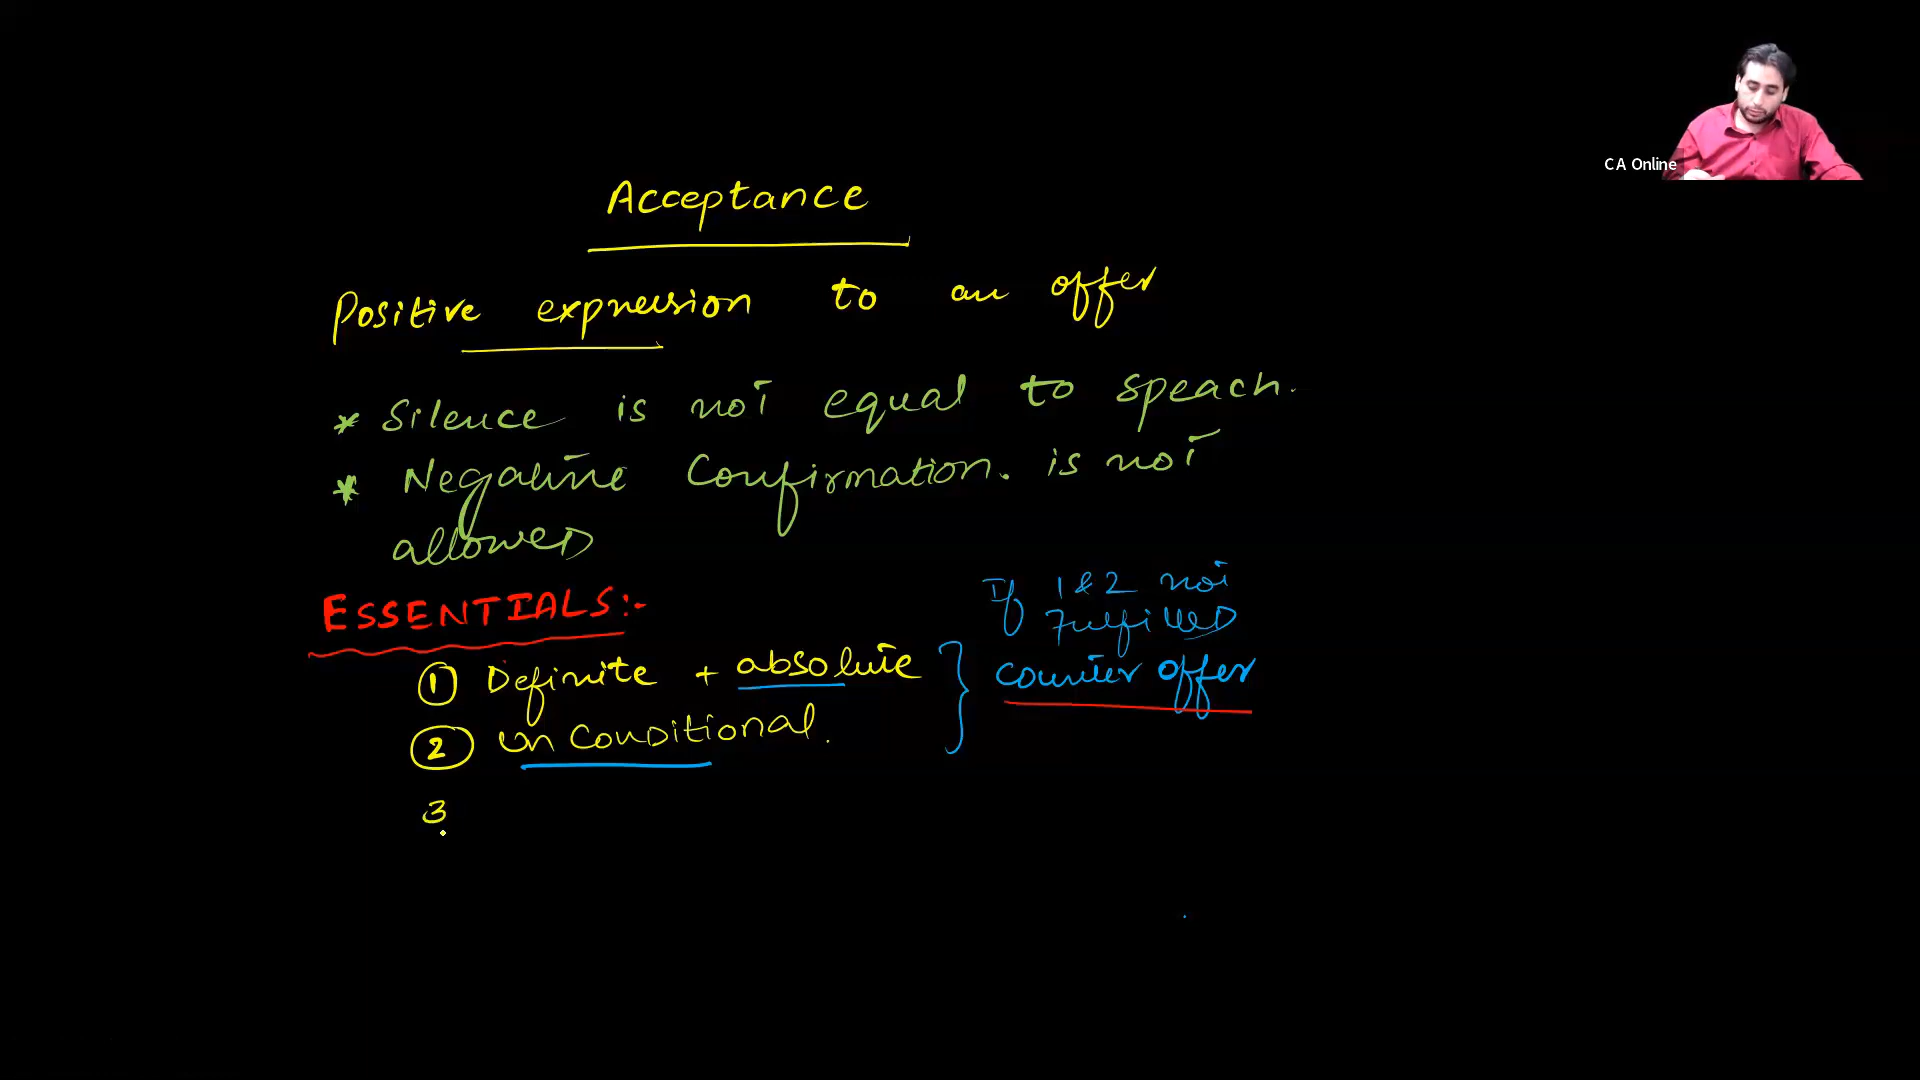 CA Online
Acceptance
Positive expression to an offer
* Silence is not equal to speach.
* Negative Confirmation. is not
allowed
ESSENTIALS:-
If 1 & 2 not
Fulfilled
① Definite + absolute } counter offer
② un conditional.
3